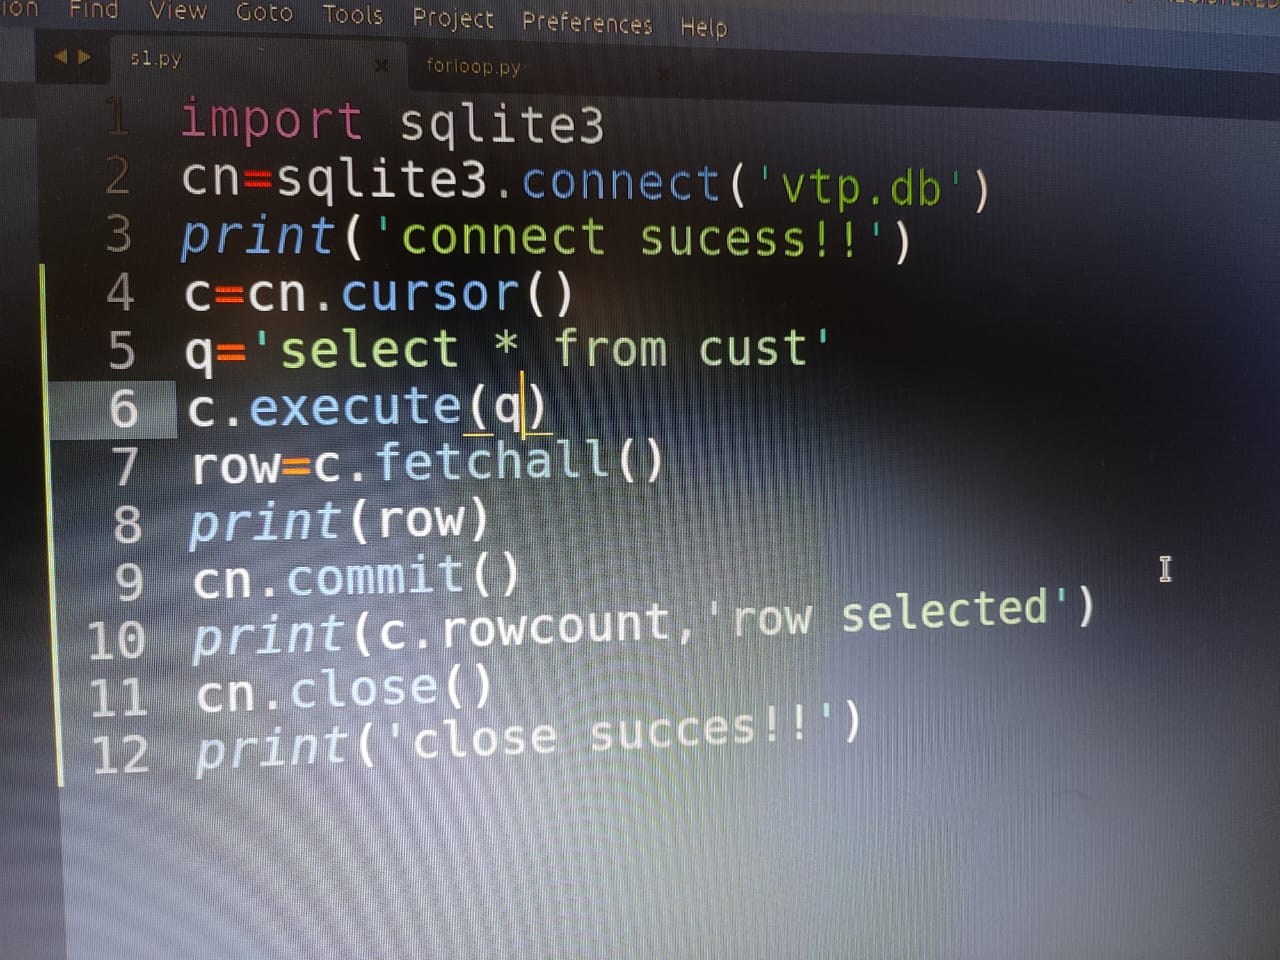 Find View Goto Tools Project Preferences Help
s1.py forloop.py
1 import sqlite3
2 cn=sqlite3.connect('vtp.db')
3 print('connect sucess!!')
4 c=cn.cursor()
5 q='select * from cust'
6 c.execute(q)
7 row=c.fetchall()
8 print(row)
9 cn.commit()
10 print(c.rowcount,'row selected')
11 cn.close()
12 print('close succes!!')